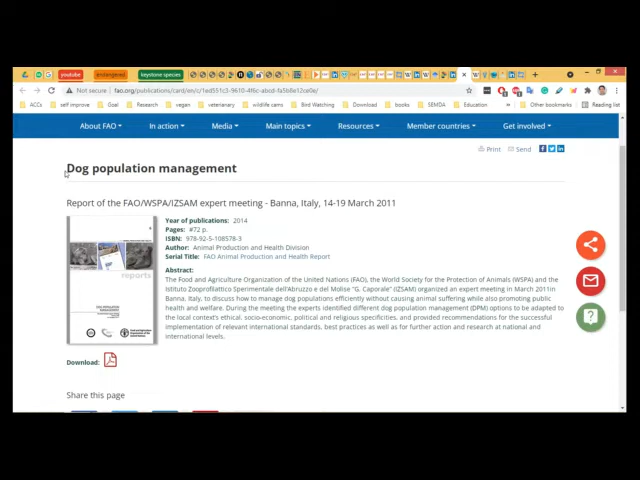 youtube
endangered
keystone species
Not secure | fao.org/publications/card/en/c/1ed551c3-9610-4f6c-abcd-fa5b8e12ce0e/
ACCs self improve Goal Research vegan veterianary wildlife cams Bird Watching Download books SEMDA Education » Other bookmarks Reading list
About FAO In action Media Main topics Resources Member countries Get involved
Print Send
Dog population management
Report of the FAO/WSPA/IZSAM expert meeting - Banna, Italy, 14-19 March 2011
Year of publications: 2014
Pages: #72 p.
ISBN: 978-92-5-108578-3
Author: Animal Production and Health Division
Serial Title: FAO Animal Production and Health Report
Abstract:
The Food and Agriculture Organization of the United Nations (FAO), the World Society for the Protection of Animals (WSPA) and the
Istituto Zooprofilattico Sperimentale dell'Abruzzo e del Molise "G. Caporale" (IZSAM) organized an expert meeting in March 2011in
Banna, Italy, to discuss how to manage dog populations efficiently without causing animal suffering while also promoting public
health and welfare. During the meeting the experts identified different dog population management (DPM) options to be adapted to
the local context's ethical, socio-economic, political and religious specificities, and provided recommendations for the successful
implementation of relevant international standards, best practices as well as for further action and research at national and
international levels.
reports
Download:
Share this page